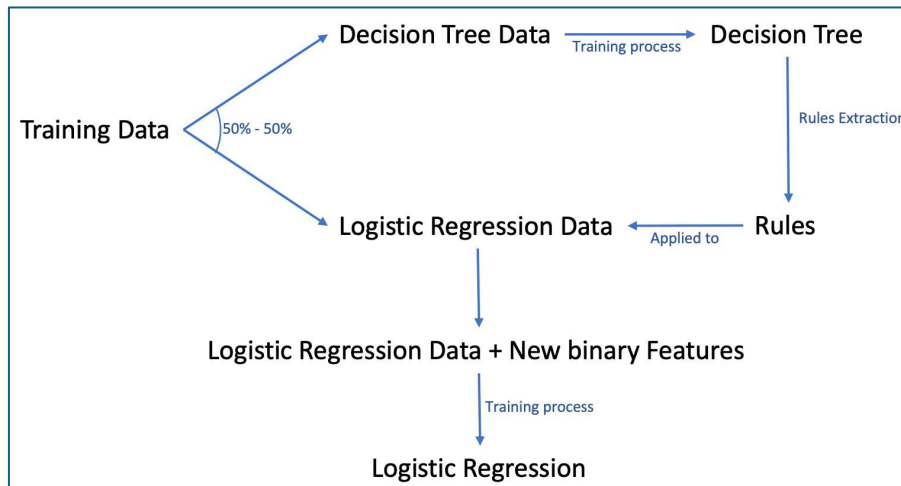 Decision Tree Data
Training process
Decision Tree
Training Data
50% - 50%
Rules Extraction
Logistic Regression Data
Applied to
Rules
Logistic Regression Data + New binary Features
Training process
Logistic Regression